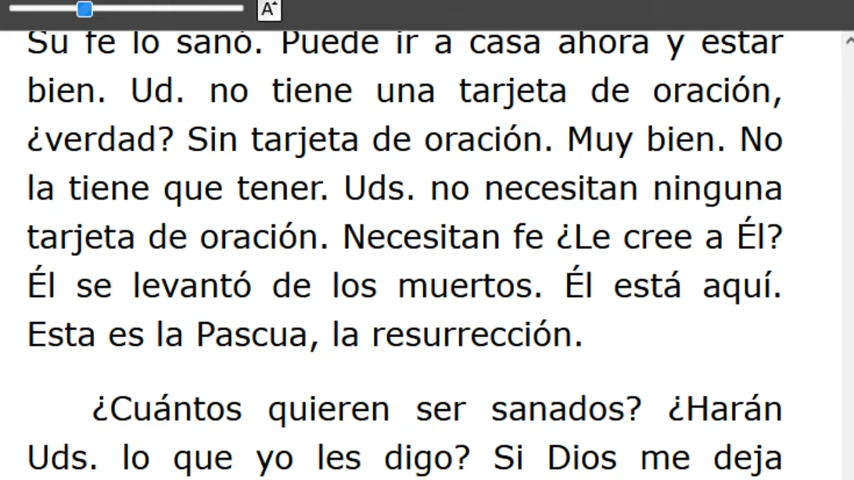 A
Su fe lo sanó. Puede ir a casa ahora y estar
bien. Ud. no tiene una tarjeta de oración,
¿verdad? Sin tarjeta de oración. Muy bien. No
la tiene que tener. Uds. no necesitan ninguna
tarjeta de oración. Necesitan fe ¿Le cree a Él?
Él se levantó de los muertos. Él está aquí.
Esta es la Pascua, la resurrección.
¿Cuántos quieren ser sanados? ¿Harán
Uds. lo que yo les digo? Si Dios me deja